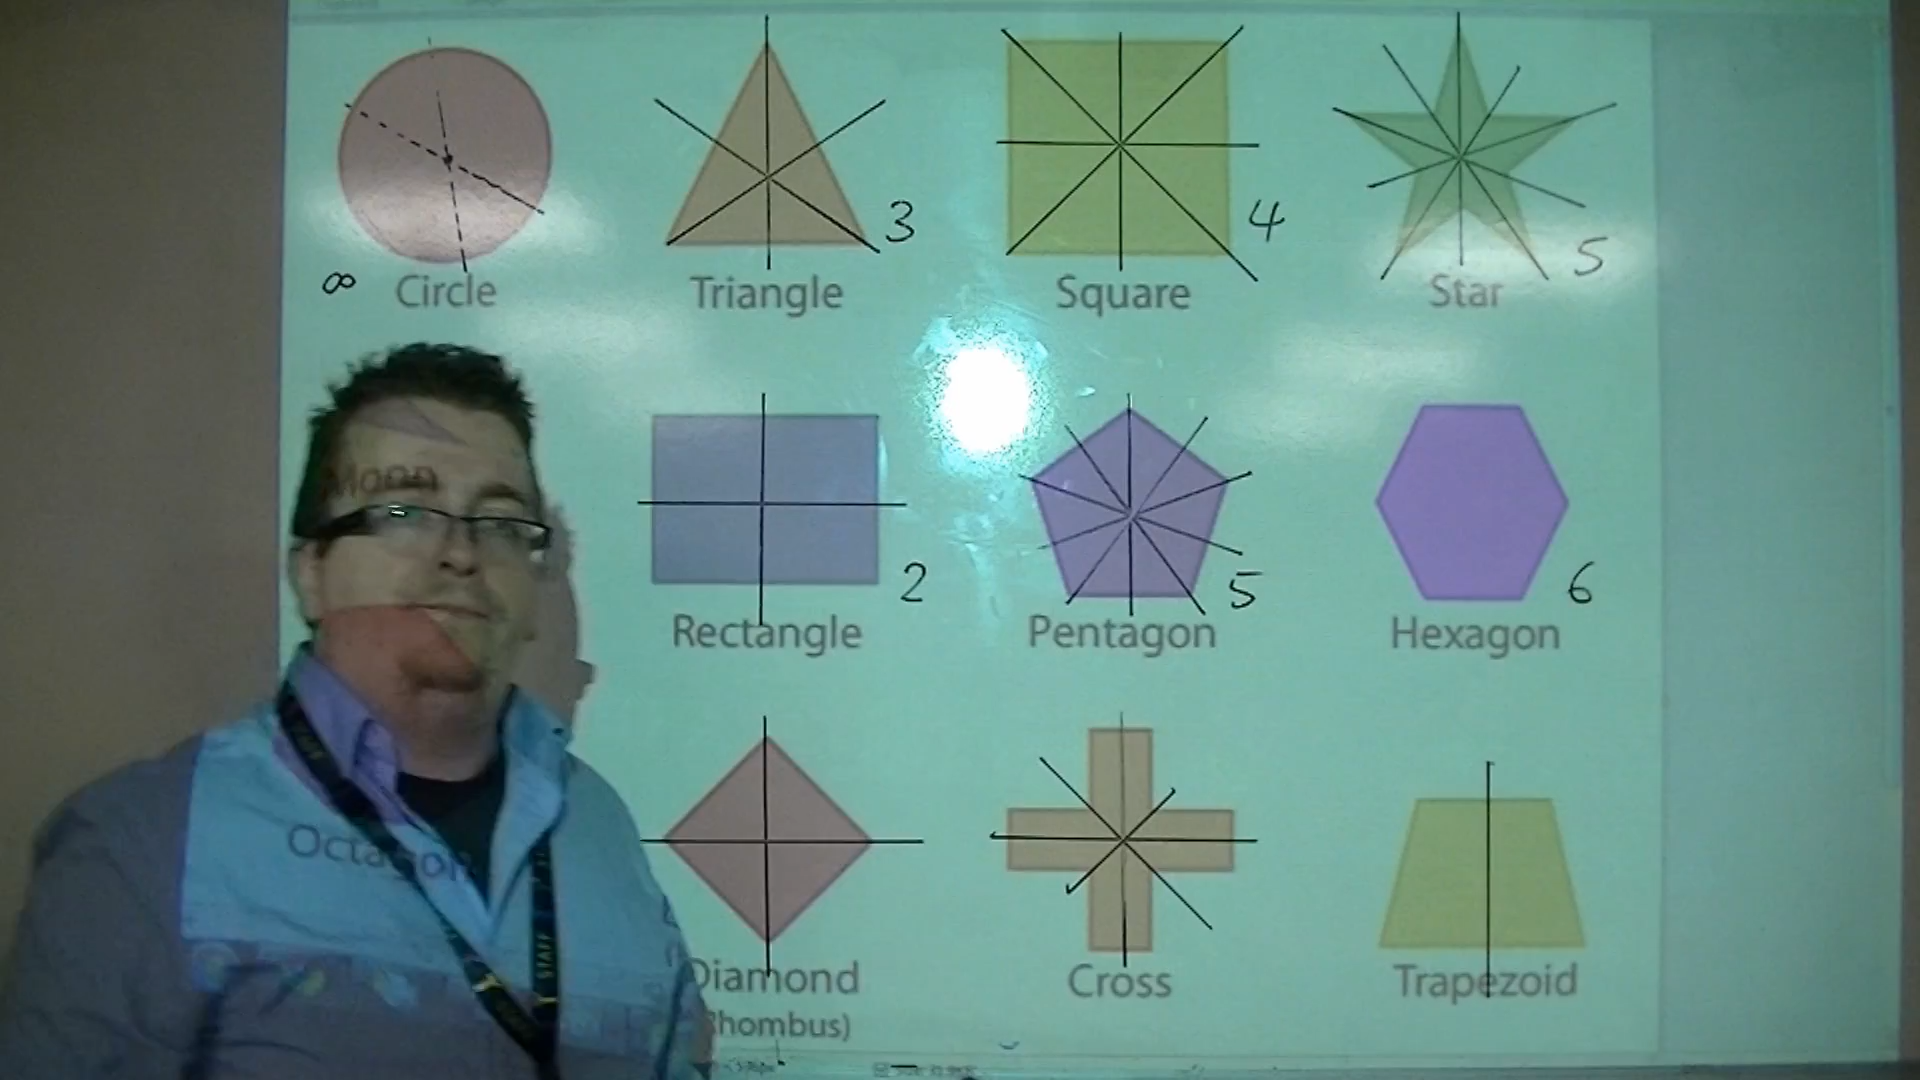 3
4
5
∞ Circle
Triangle
Square
Star
Moon
2
5
6
Rectangle
Pentagon
Hexagon
Octagon
STAFF
Diamond
Cross
Trapezoid
Rhombus)